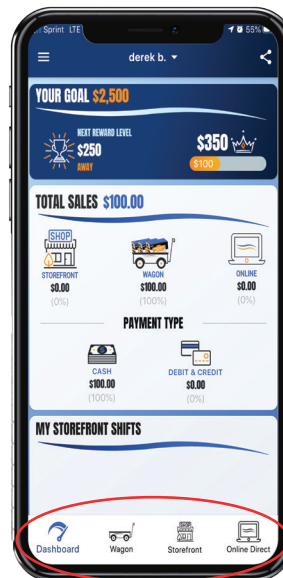 Sprint LTE 55%
derek b.
YOUR GOAL $2,500
NEXT REWARD LEVEL
$250
AWAY
$350
$100
TOTAL SALES $100.00
SHOP
STOREFRONT
$0.00
(0%)
WAGON
$100.00
(100%)
ONLINE
$0.00
(0%)
PAYMENT TYPE
CASH
$100.00
(100%)
DEBIT & CREDIT
$0.00
(0%)
MY STOREFRONT SHIFTS
Dashboard Wagon Storefront Online Direct